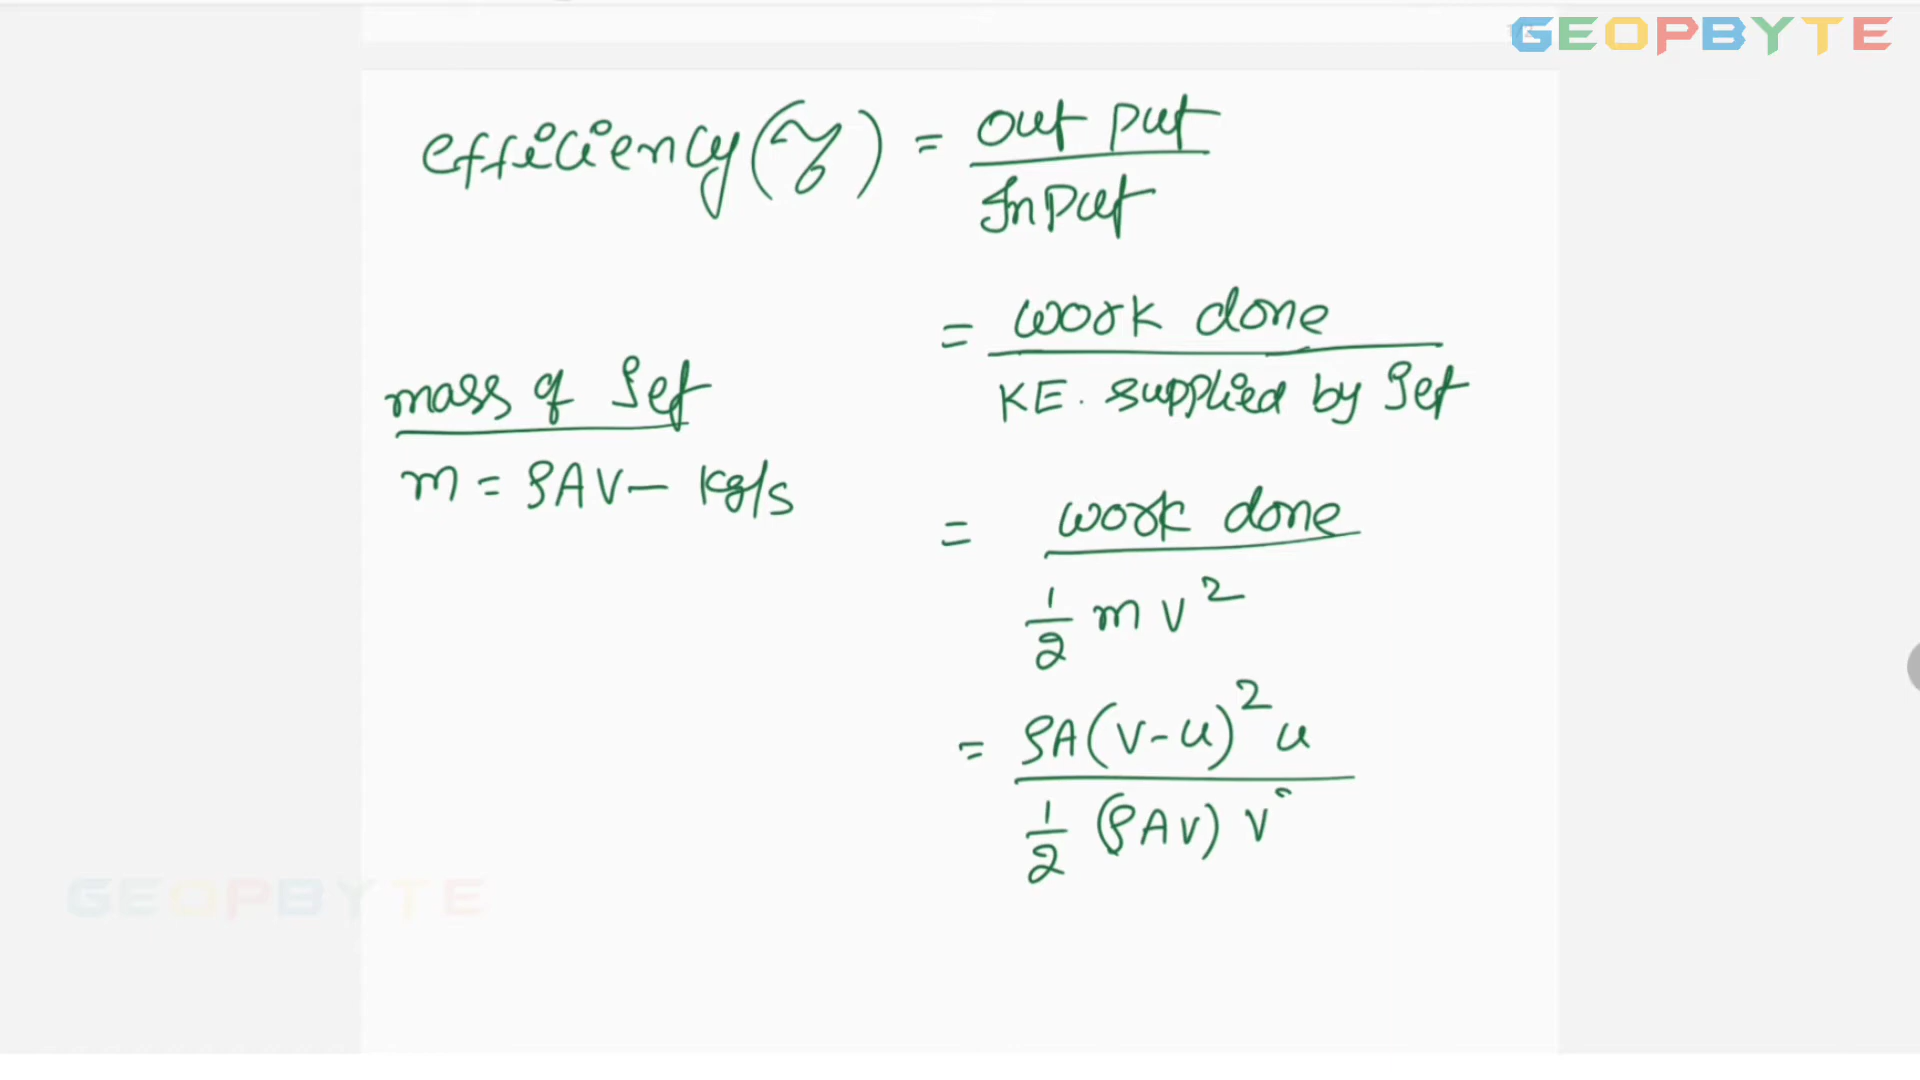 GEOPBYTE
efficiency(η) = out put / Input
= work done / KE. supplied by Jet
mass of Jet
m = ρAV - kg/s
= work done / 1/2 m v²
= ρA(V-u)² u / 1/2 (ρAV) V
GEOPBYTE